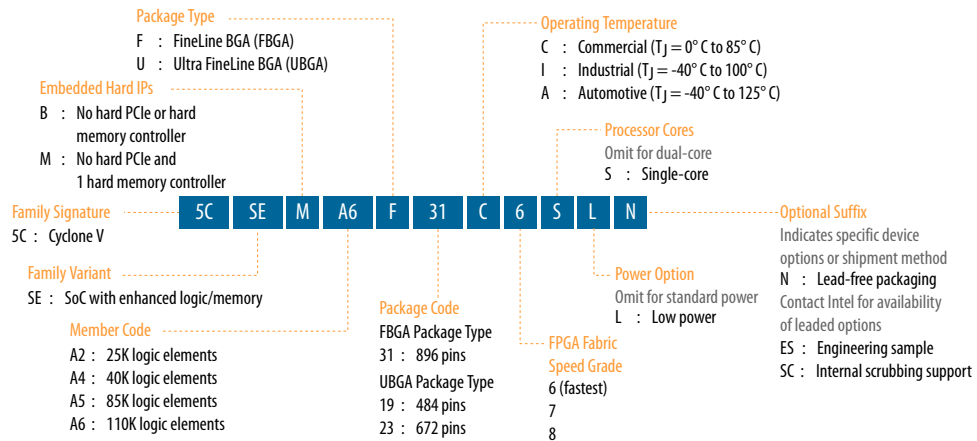 Package Type
F : FineLine BGA (FBGA)
U : Ultra FineLine BGA (UBGA)
Operating Temperature
C : Commercial (TJ = 0° C to 85° C)
I : Industrial (TJ = -40° C to 100° C)
A : Automotive (TJ = -40° C to 125° C)
Embedded Hard IPs
B : No hard PCIe or hard
memory controller
M : No hard PCIe and
1 hard memory controller
Processor Cores
Omit for dual-core
S : Single-core
Family Signature
5C : Cyclone V
5C SE M A6 F 31 C 6 S L N
Optional Suffix
Indicates specific device
options or shipment method
N : Lead-free packaging
Contact Intel for availability
of leaded options
ES : Engineering sample
SC : Internal scrubbing support
Family Variant
SE : SoC with enhanced logic/memory
Member Code
A2 : 25K logic elements
A4 : 40K logic elements
A5 : 85K logic elements
A6 : 110K logic elements
Package Code
FBGA Package Type
31 : 896 pins
UBGA Package Type
19 : 484 pins
23 : 672 pins
Power Option
Omit for standard power
L : Low power
FPGA Fabric
Speed Grade
6 (fastest)
7
8